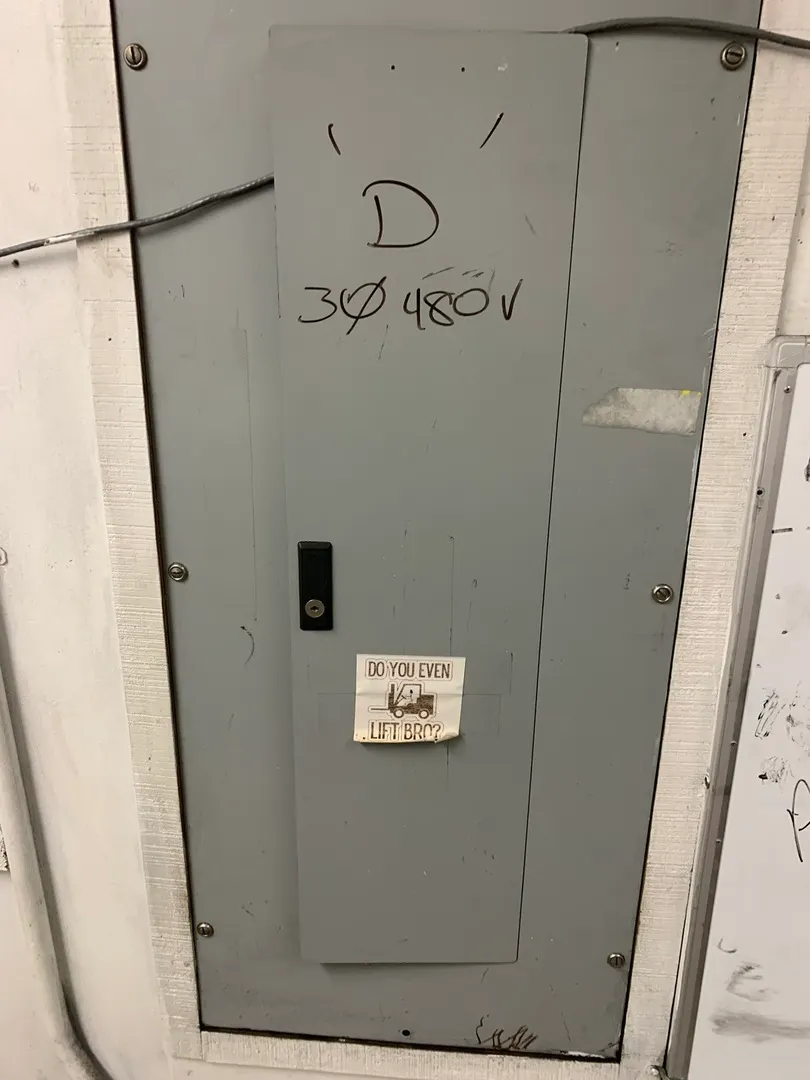 D
3Ø 480V
DO YOU EVEN
LIFT BRO?